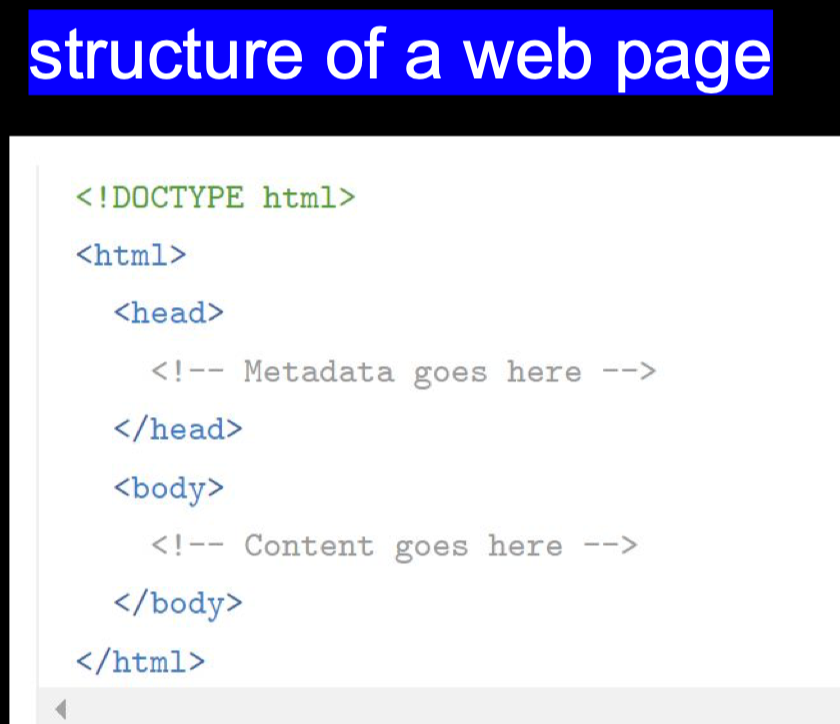 structure of a web page
<!DOCTYPE html>
<html>
<head>
<!-- Metadata goes here -->
</head>
<body>
<!-- Content goes here -->
</body>
</html>